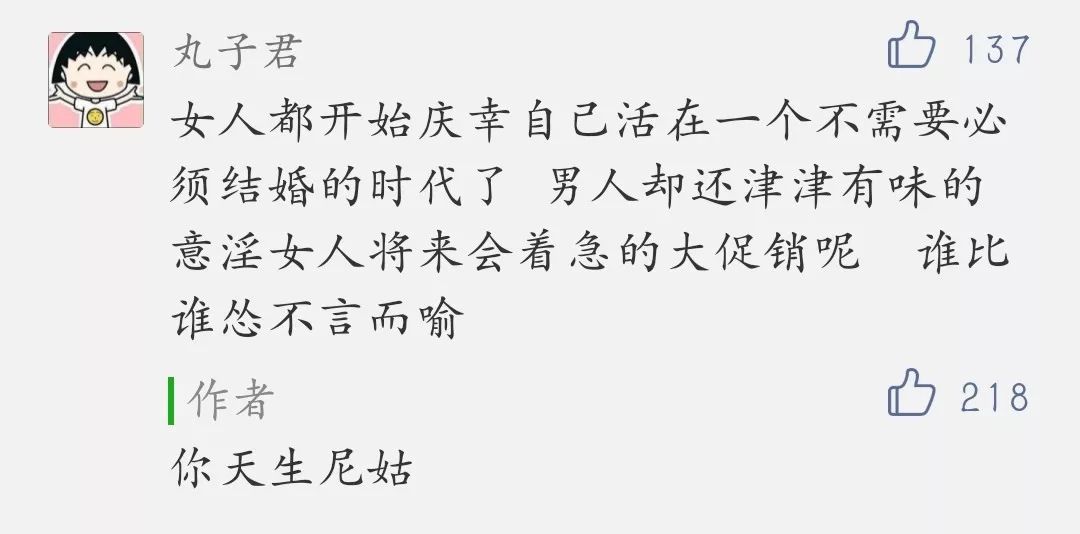 丸子君 137
女人都开始庆幸自己活在一个不需要必
须结婚的时代了 男人却还津津有味的
意淫女人将来会着急的大促销呢 谁比
谁怂不言而喻
作者 218
你天生尼姑